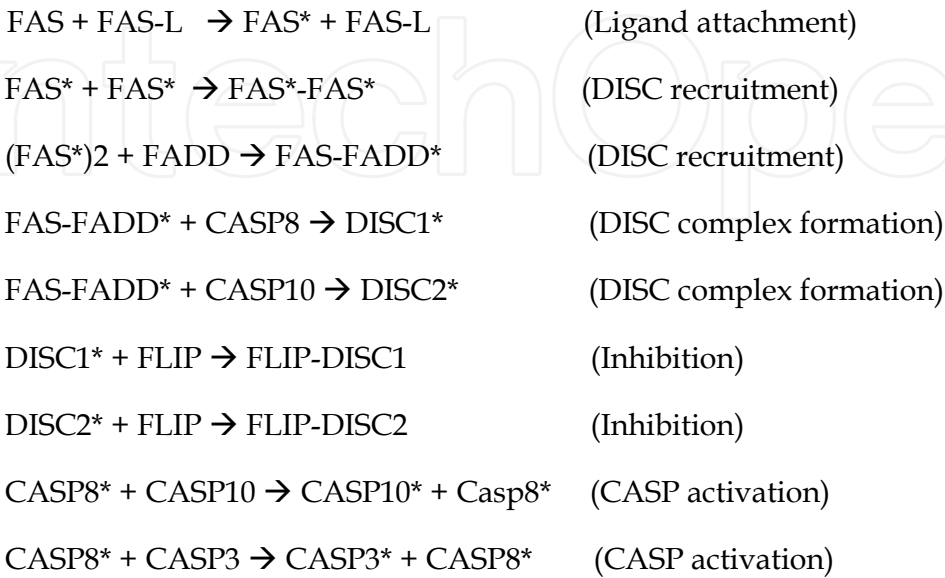 FAS + FAS-L → FAS* + FAS-L (Ligand attachment)
FAS* + FAS* → FAS*-FAS* (DISC recruitment)
(FAS*)2 + FADD → FAS-FADD* (DISC recruitment)
FAS-FADD* + CASP8 → DISC1* (DISC complex formation)
FAS-FADD* + CASP10 → DISC2* (DISC complex formation)
DISC1* + FLIP → FLIP-DISC1 (Inhibition)
DISC2* + FLIP → FLIP-DISC2 (Inhibition)
CASP8* + CASP10 → CASP10* + Casp8* (CASP activation)
CASP8* + CASP3 → CASP3* + CASP8* (CASP activation)